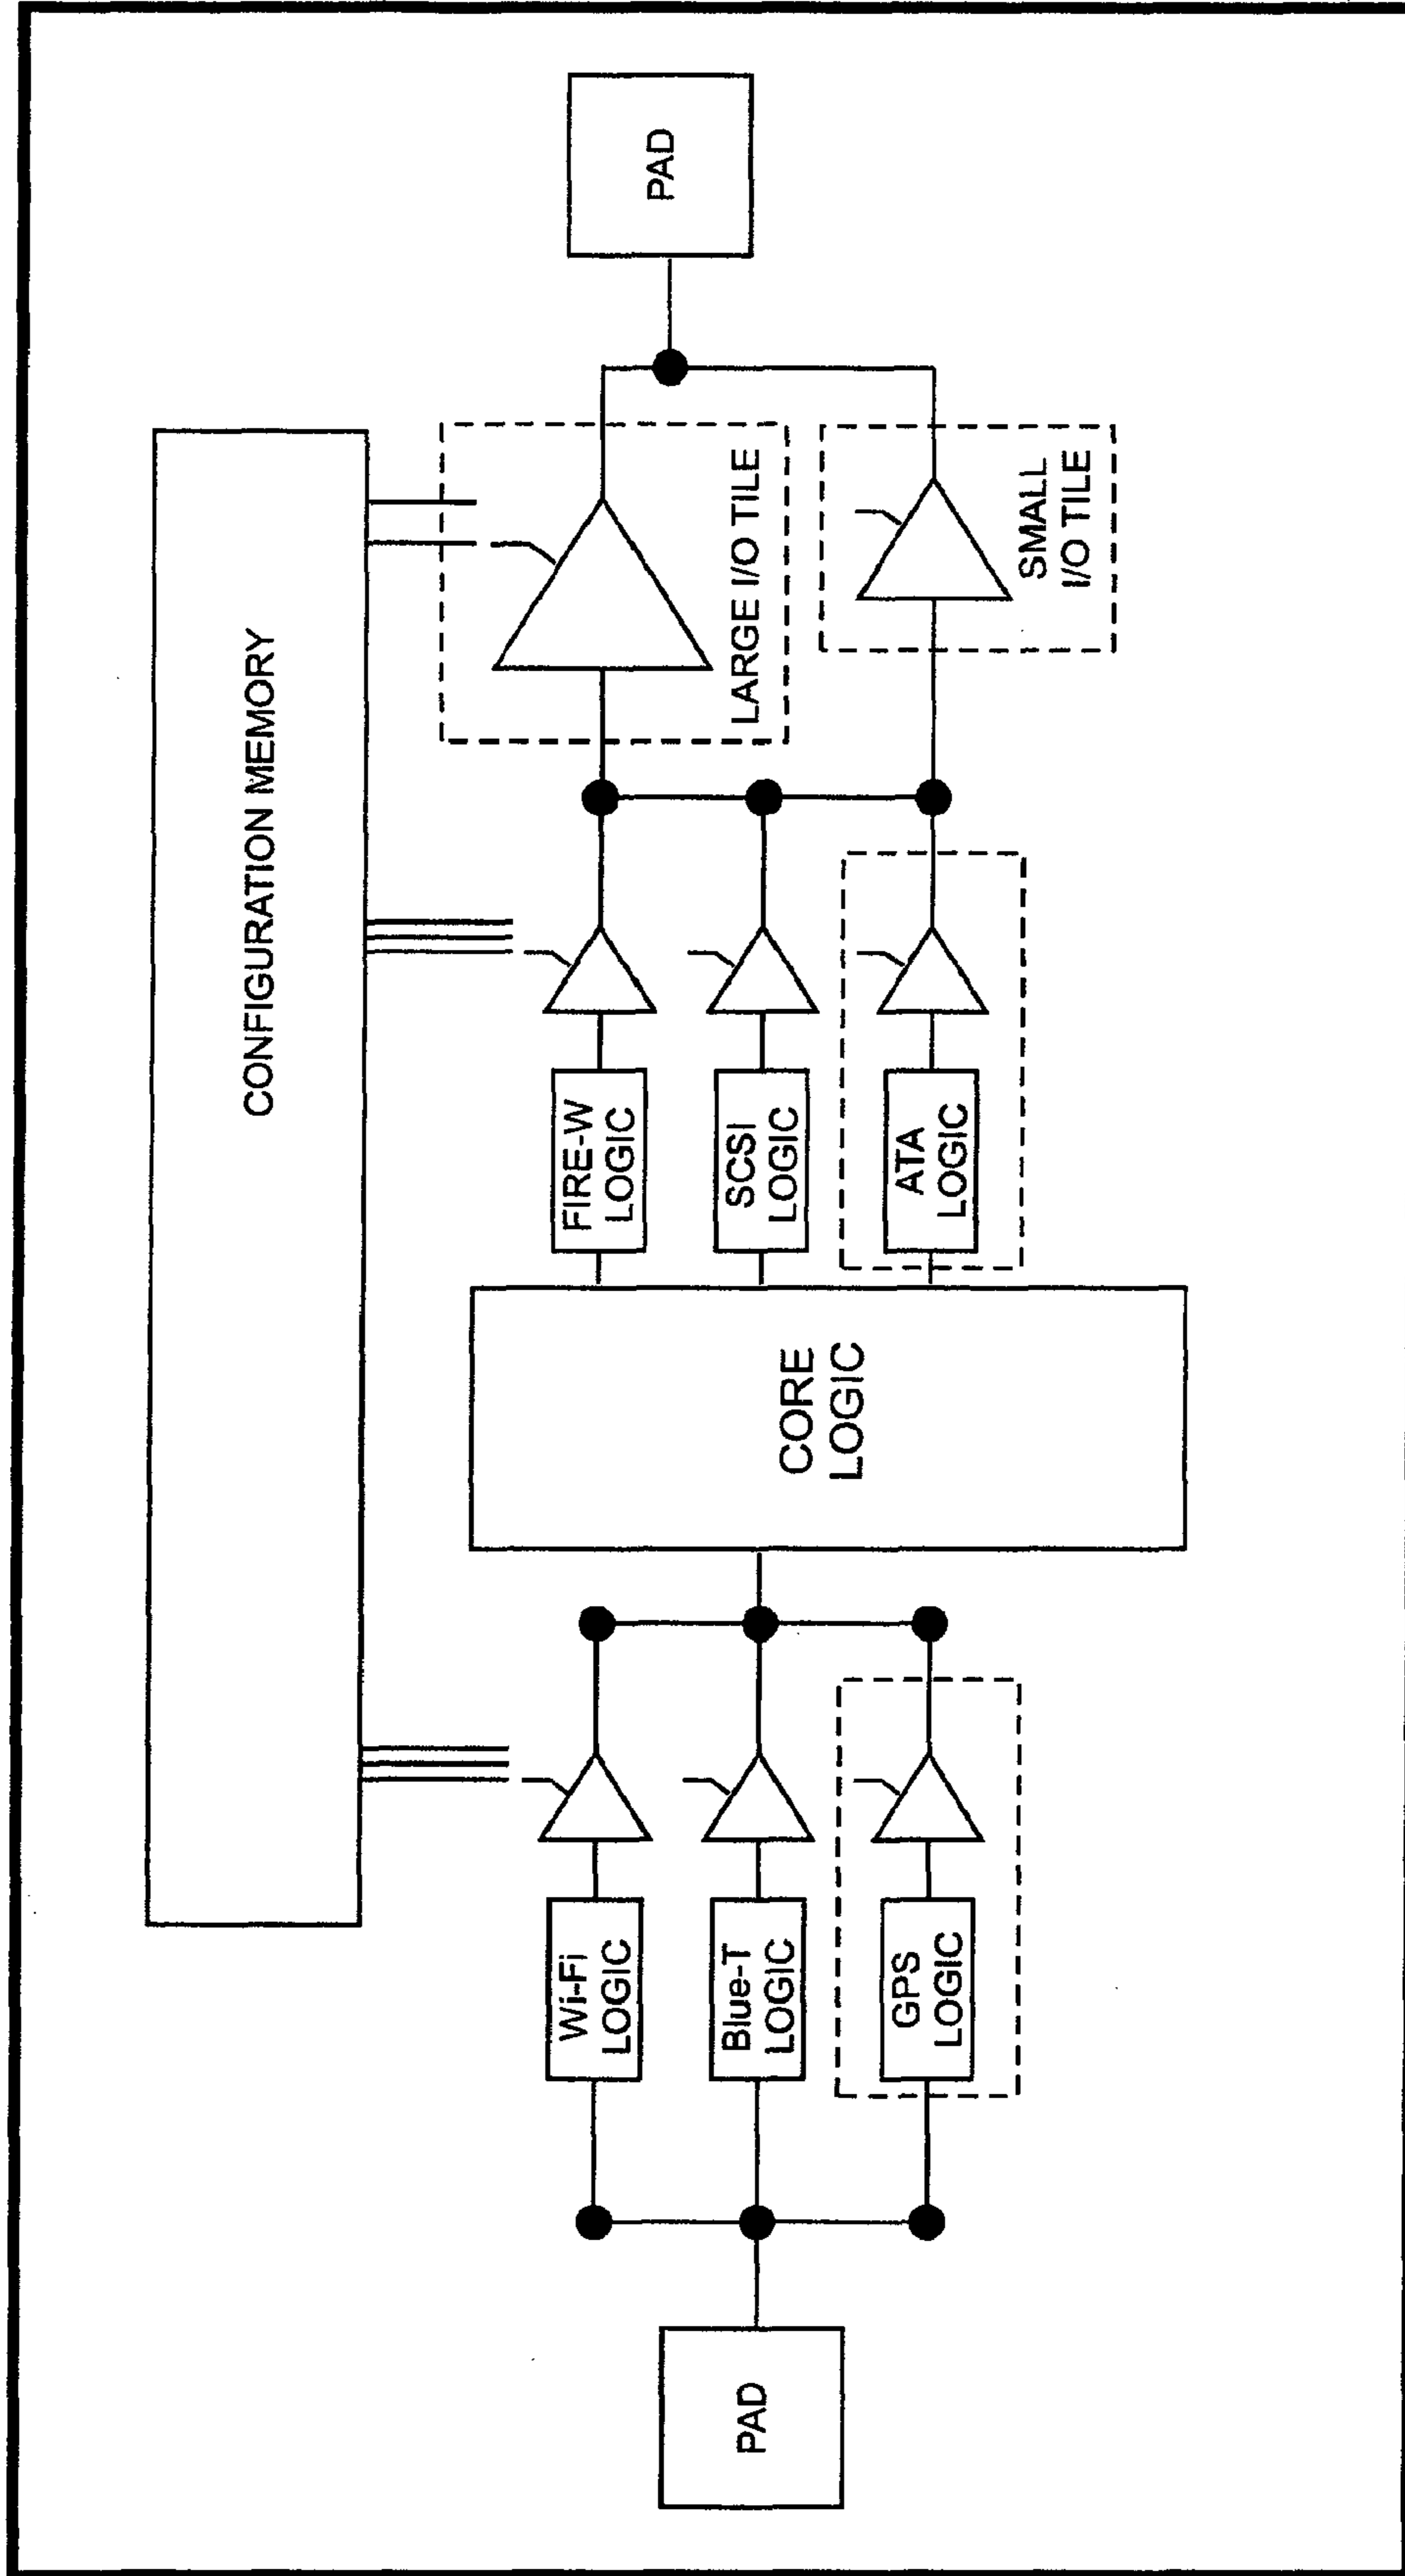 CONFIGURATION MEMORY
PAD
Wi-Fi
LOGIC
Blue-T
LOGIC
GPS
LOGIC
CORE
LOGIC
FIRE-W
LOGIC
SCSI
LOGIC
ATA
LOGIC
LARGE I/O TILE
SMALL
I/O TILE
PAD